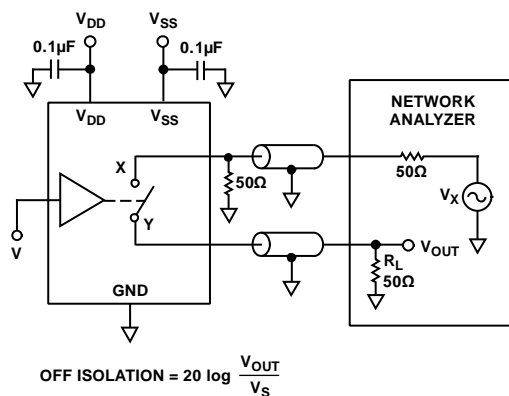 VDD
VSS
0.1µF
0.1µF
VDD
VSS
NETWORK
ANALYZER
X
50Ω
50Ω
VX
Y
V
VOUT
RL
50Ω
GND
OFF ISOLATION = 20 log VOUT
VS